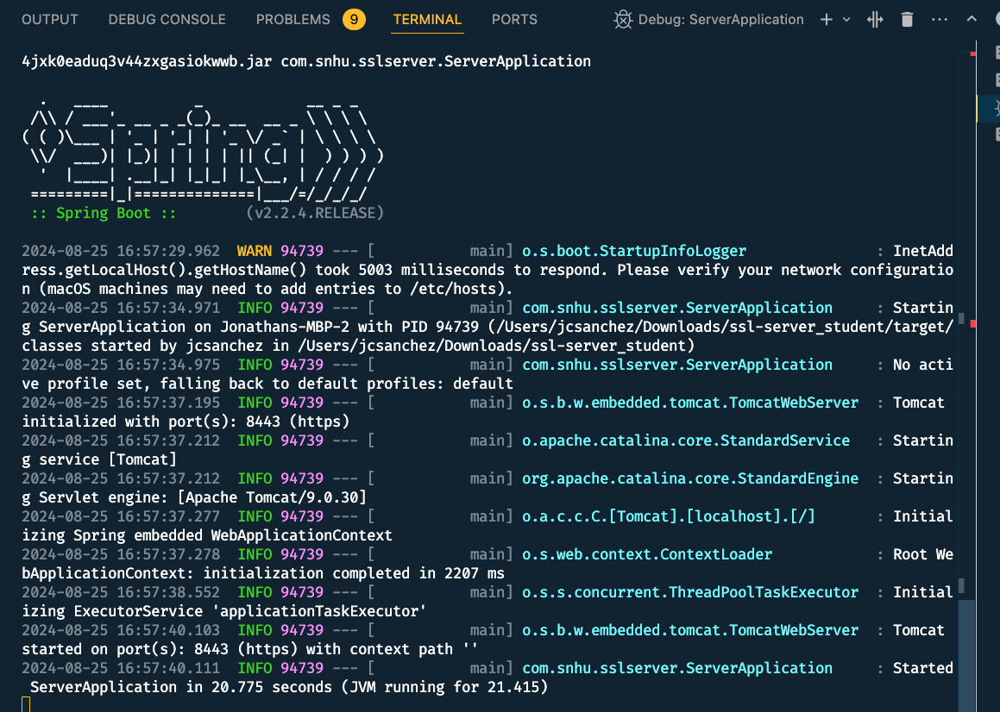 OUTPUT DEBUG CONSOLE PROBLEMS 9 TERMINAL PORTS Debug: ServerApplication
4jxk0eaduq3v44zxgasiokwwb.jar com.snhu.sslserver.ServerApplication
  .   ____          _            __ _ _
 /\\ / ___'_ __ _ _(_)_ __  __ _ \ \ \ \
( ( )\___ | '_ | '_| | '_ \/ _` | \ \ \ \
 \\/  ___)| |_)| | | | | || (_| |  ) ) ) )
  '  |____| .__|_| |_|_| |_\__, | / / / /
 =========|_|==============|___/=/_/_/_/
 :: Spring Boot ::        (v2.2.4.RELEASE)
2024-08-25 16:57:29.962  WARN 94739 --- [           main] o.s.boot.StartupInfoLogger               : InetAdd
ress.getLocalHost().getHostName() took 5003 milliseconds to respond. Please verify your network configuratio
n (macOS machines may need to add entries to /etc/hosts).
2024-08-25 16:57:34.971  INFO 94739 --- [           main] com.snhu.sslserver.ServerApplication     : Startin
g ServerApplication on Jonathans-MBP-2 with PID 94739 (/Users/jcsanchez/Downloads/ssl-server_student/target/
classes started by jcsanchez in /Users/jcsanchez/Downloads/ssl-server_student)
2024-08-25 16:57:34.975  INFO 94739 --- [           main] com.snhu.sslserver.ServerApplication     : No acti
ve profile set, falling back to default profiles: default
2024-08-25 16:57:37.195  INFO 94739 --- [           main] o.s.b.w.embedded.tomcat.TomcatWebServer  : Tomcat
initialized with port(s): 8443 (https)
2024-08-25 16:57:37.212  INFO 94739 --- [           main] o.apache.catalina.core.StandardService   : Startin
g service [Tomcat]
2024-08-25 16:57:37.212  INFO 94739 --- [           main] org.apache.catalina.core.StandardEngine  : Startin
g Servlet engine: [Apache Tomcat/9.0.30]
2024-08-25 16:57:37.277  INFO 94739 --- [           main] o.a.c.c.C.[Tomcat].[localhost].[/]       : Initial
izing Spring embedded WebApplicationContext
2024-08-25 16:57:37.278  INFO 94739 --- [           main] o.s.web.context.ContextLoader            : Root We
bApplicationContext: initialization completed in 2207 ms
2024-08-25 16:57:38.552  INFO 94739 --- [           main] o.s.s.concurrent.ThreadPoolTaskExecutor  : Initial
izing ExecutorService 'applicationTaskExecutor'
2024-08-25 16:57:40.103  INFO 94739 --- [           main] o.s.b.w.embedded.tomcat.TomcatWebServer  : Tomcat
started on port(s): 8443 (https) with context path ''
2024-08-25 16:57:40.111  INFO 94739 --- [           main] com.snhu.sslserver.ServerApplication     : Started
 ServerApplication in 20.775 seconds (JVM running for 21.415)